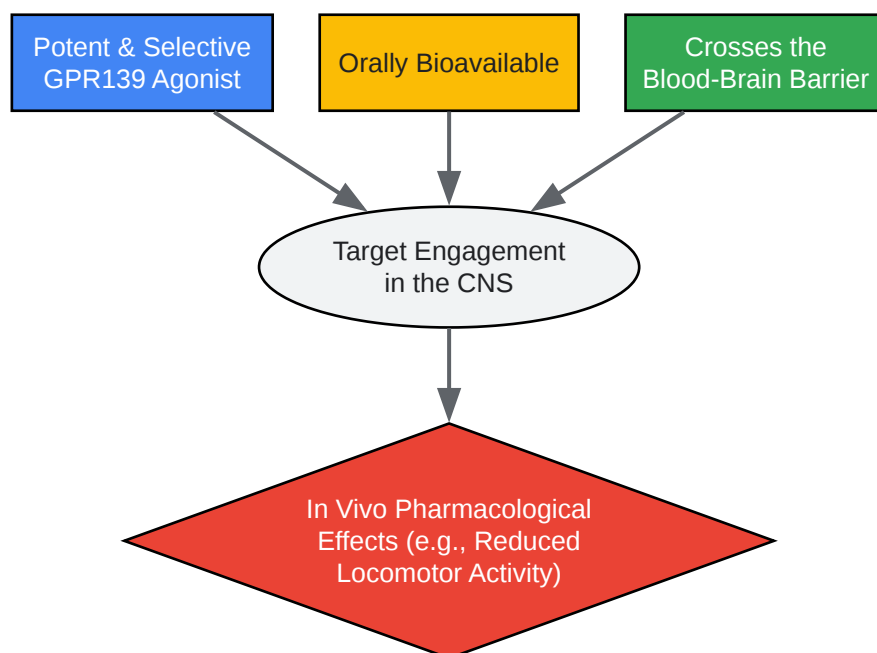 Potent & Selective
GPR139 Agonist
Orally Bioavailable
Crosses the
Blood-Brain Barrier
Target Engagement
in the CNS
In Vivo Pharmacological
Effects (e.g., Reduced
Locomotor Activity)